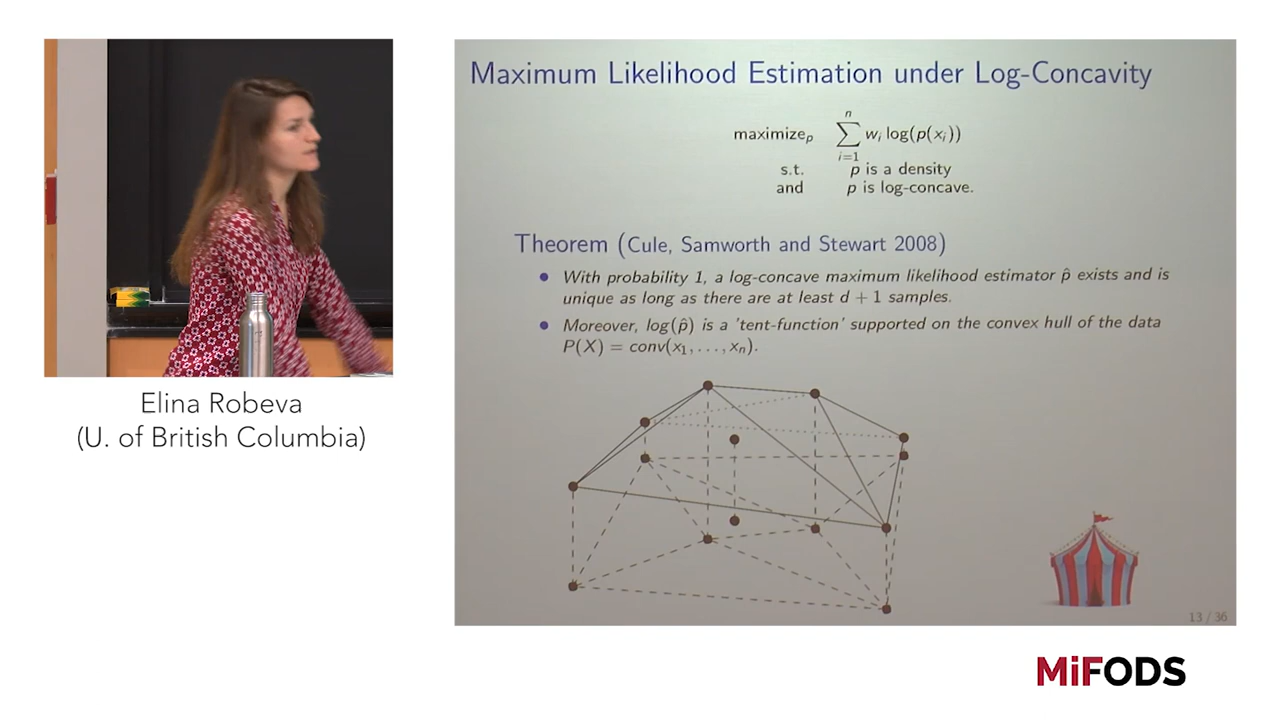 Elina Robeva
(U. of British Columbia)
Maximum Likelihood Estimation under Log-Concavity
maximize_p ∑_{i=1}^{n} w_i log(p(x_i))
s.t. p is a density
and p is log-concave.
Theorem (Cule, Samworth and Stewart 2008)
● With probability 1, a log-concave maximum likelihood estimator p̂ exists and is
unique as long as there are at least d + 1 samples.
● Moreover, log(p̂) is a 'tent-function' supported on the convex hull of the data
P(X) = conv(x₁, . . . , xₙ).
13 / 36
MiFODS